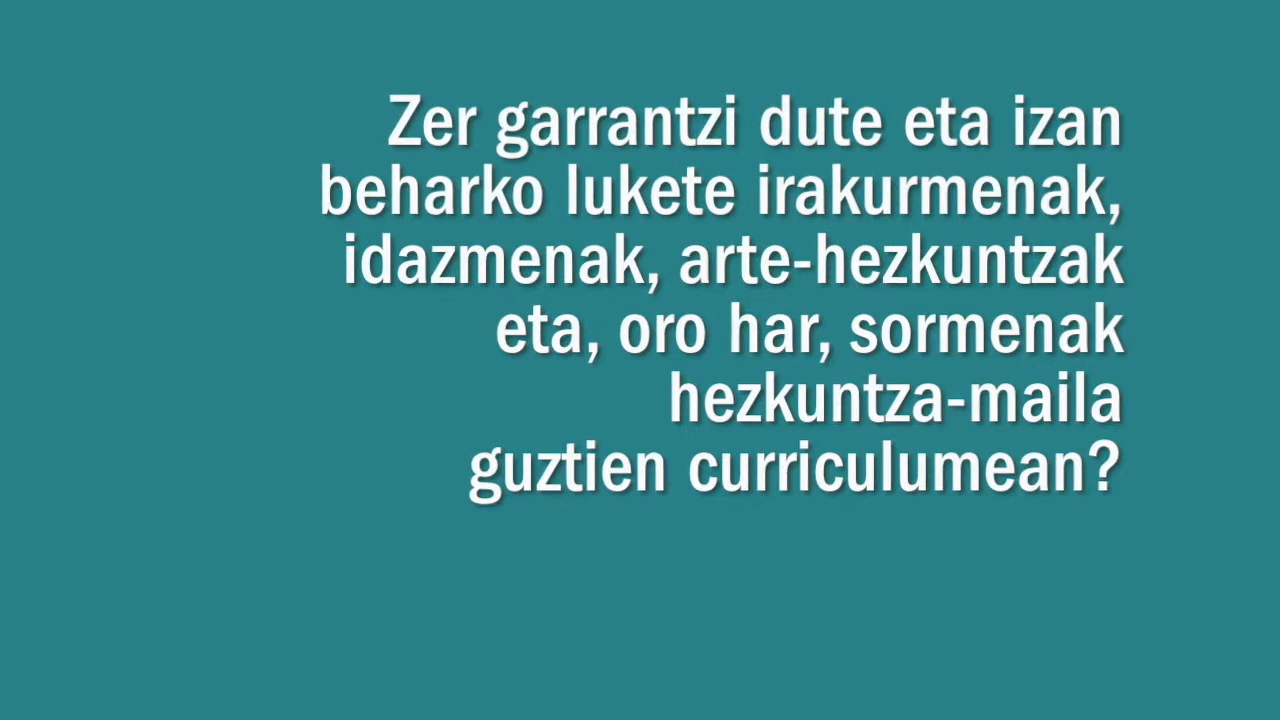 Zer garrantzi dute eta izan
beharko lukete irakurmenak,
idazmenak, arte-hezkuntzak
eta, oro har, sormenak
hezkuntza-maila
guztien curriculumean?